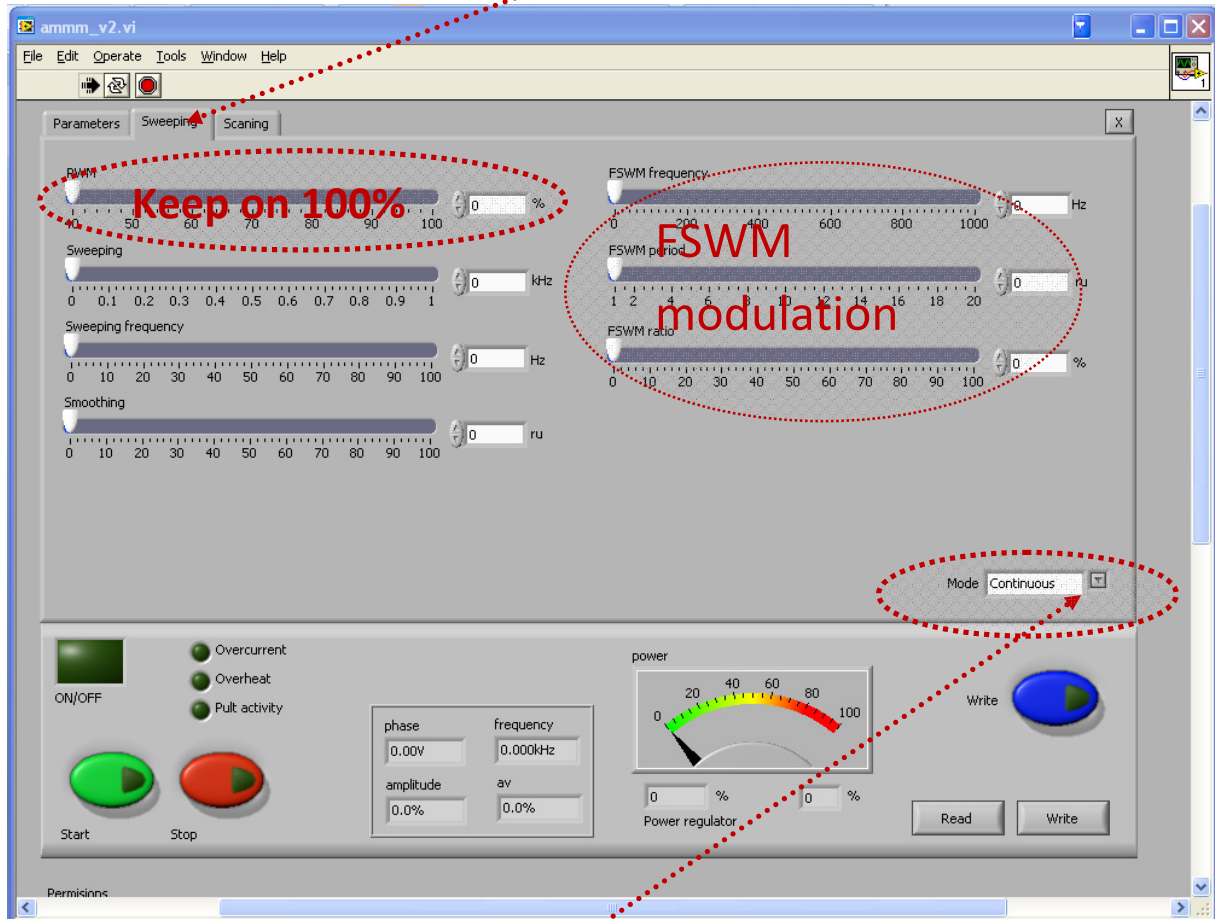 ammm_v2.vi
File Edit Operate Tools Window Help
1
Parameters Sweeping Scaning X
PWM
Keep on 100%
40 50 60 70 80 90 100
0 %
Sweeping
0 0.1 0.2 0.3 0.4 0.5 0.6 0.7 0.8 0.9 1
0 kHz
Sweeping frequency
0 10 20 30 40 50 60 70 80 90 100
0 Hz
Smoothing
0 10 20 30 40 50 60 70 80 90 100
0 ru
FSWM frequency
0 200 400 600 800 1000
0 Hz
FSWM
FSWM period
1 2 4 6 8 10 12 14 16 18 20
0 ru
modulation
FSWM ratio
0 10 20 30 40 50 60 70 80 90 100
0 %
Mode Continuous
ON/OFF
Overcurrent
Overheat
Pult activity
Start Stop
phase frequency
0.00V 0.000kHz
amplitude av
0.0% 0.0%
power
0 20 40 60 80 100
0 % 0 %
Power regulator
Write
Read Write
Permisions